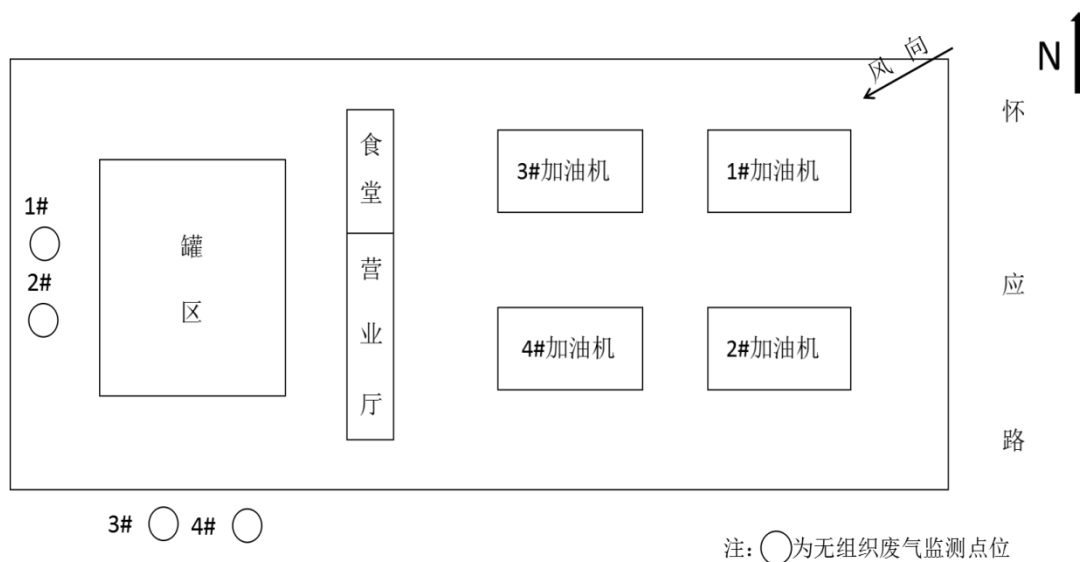 风向
N
怀应路
食堂
3#加油机
1#加油机
1#
罐区
2#
营业厅
4#加油机
2#加油机
3#
4#
注：○为无组织废气监测点位